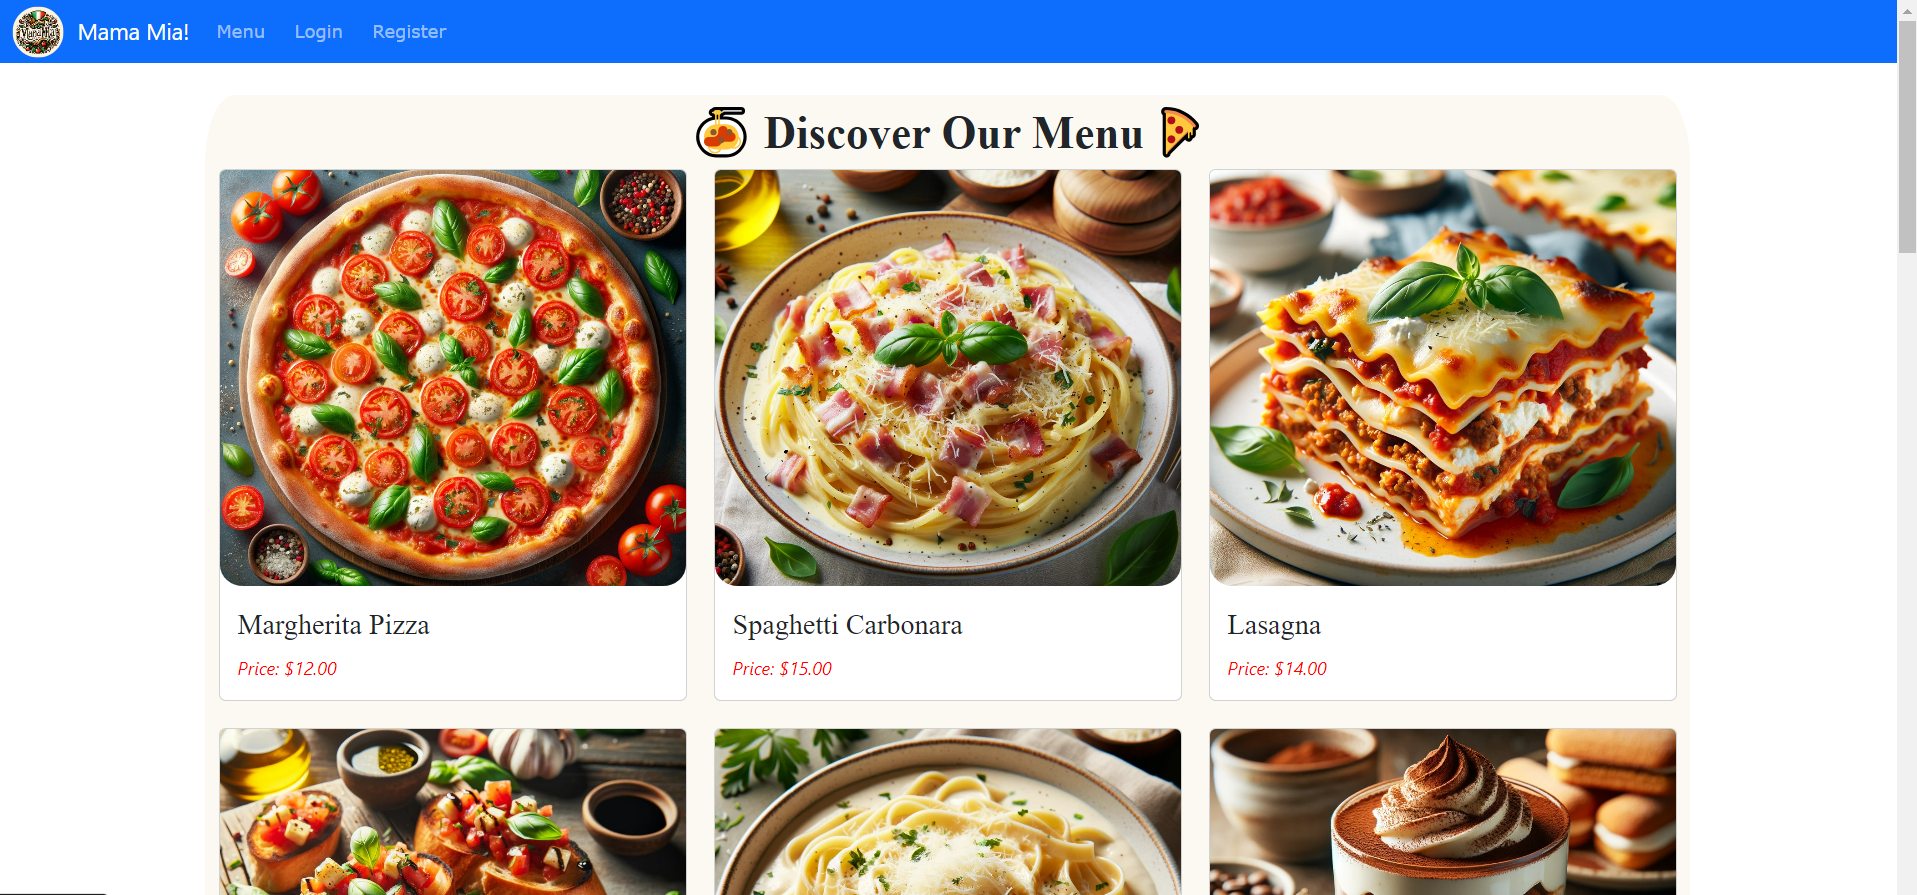 Mama Mia! Menu Login Register
Discover Our Menu
Margherita Pizza
Price: $12.00
Spaghetti Carbonara
Price: $15.00
Lasagna
Price: $14.00